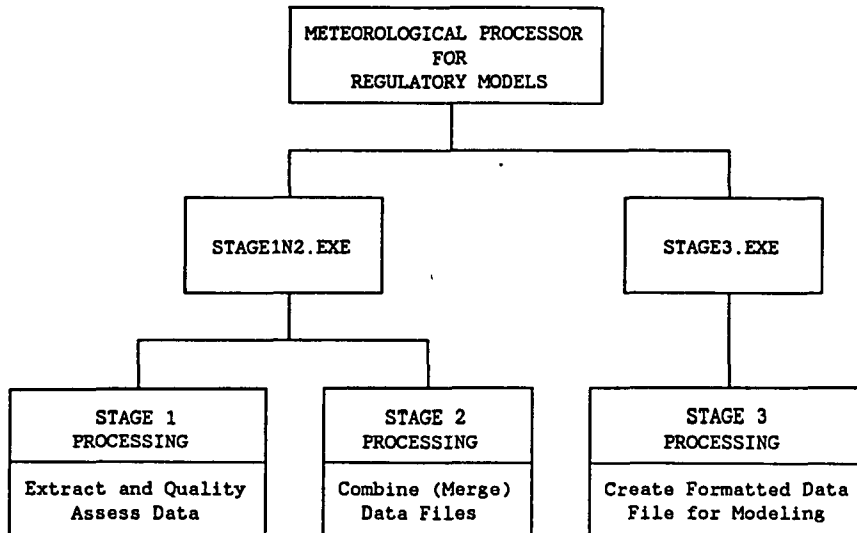 METEOROLOGICAL PROCESSOR
FOR
REGULATORY MODELS
STAGE1N2.EXE
STAGE3.EXE
STAGE 1
PROCESSING
Extract and Quality
Assess Data
STAGE 2
PROCESSING
Combine (Merge)
Data Files
STAGE 3
PROCESSING
Create Formatted Data
File for Modeling